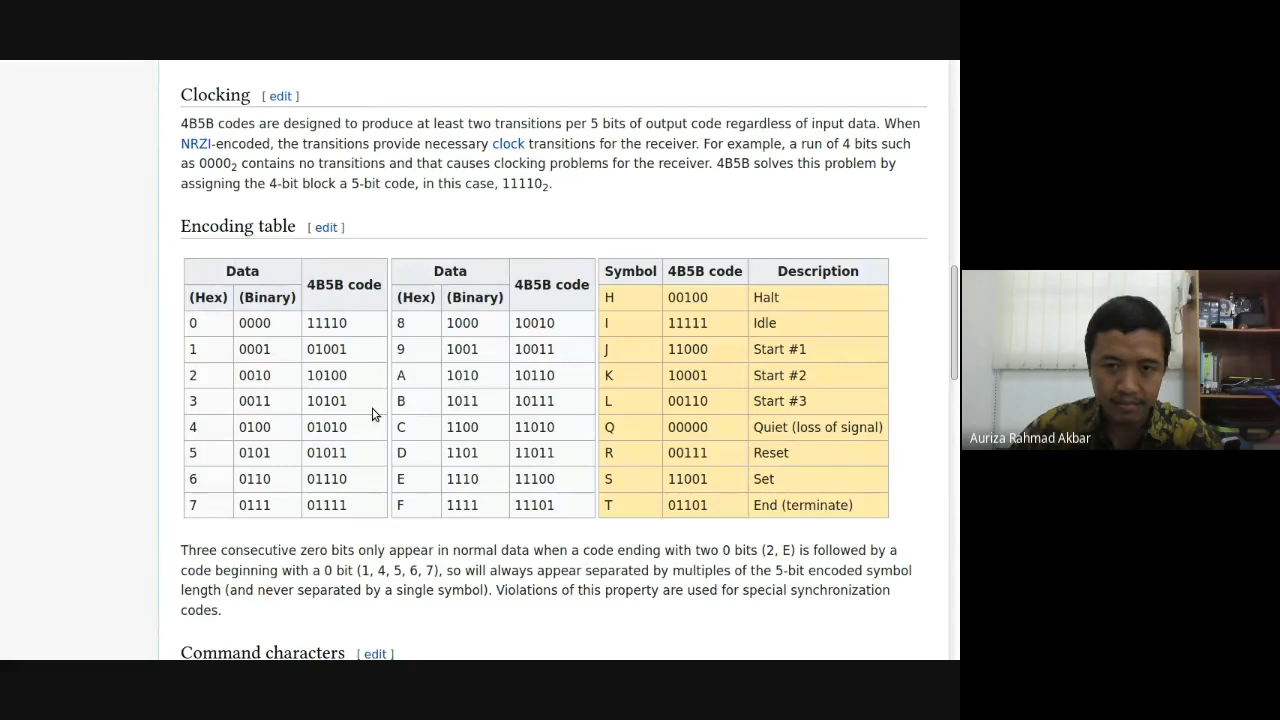 Clocking [ edit ]
4B5B codes are designed to produce at least two transitions per 5 bits of output code regardless of input data. When
NRZI-encoded, the transitions provide necessary clock transitions for the receiver. For example, a run of 4 bits such
as 0000₂ contains no transitions and that causes clocking problems for the receiver. 4B5B solves this problem by
assigning the 4-bit block a 5-bit code, in this case, 11110₂.
Encoding table [ edit ]
Data 4B5B code Data 4B5B code Symbol 4B5B code Description
(Hex) (Binary) (Hex) (Binary) H 00100 Halt
0 0000 11110 8 1000 10010 I 11111 Idle
1 0001 01001 9 1001 10011 J 11000 Start #1
2 0010 10100 A 1010 10110 K 10001 Start #2
3 0011 10101 B 1011 10111 L 00110 Start #3
4 0100 01010 C 1100 11010 Q 00000 Quiet (loss of signal)
5 0101 01011 D 1101 11011 R 00111 Reset
6 0110 01110 E 1110 11100 S 11001 Set
7 0111 01111 F 1111 11101 T 01101 End (terminate)
Three consecutive zero bits only appear in normal data when a code ending with two 0 bits (2, E) is followed by a
code beginning with a 0 bit (1, 4, 5, 6, 7), so will always appear separated by multiples of the 5-bit encoded symbol
length (and never separated by a single symbol). Violations of this property are used for special synchronization
codes.
Command characters [ edit ]
Auriza Rahmad Akbar